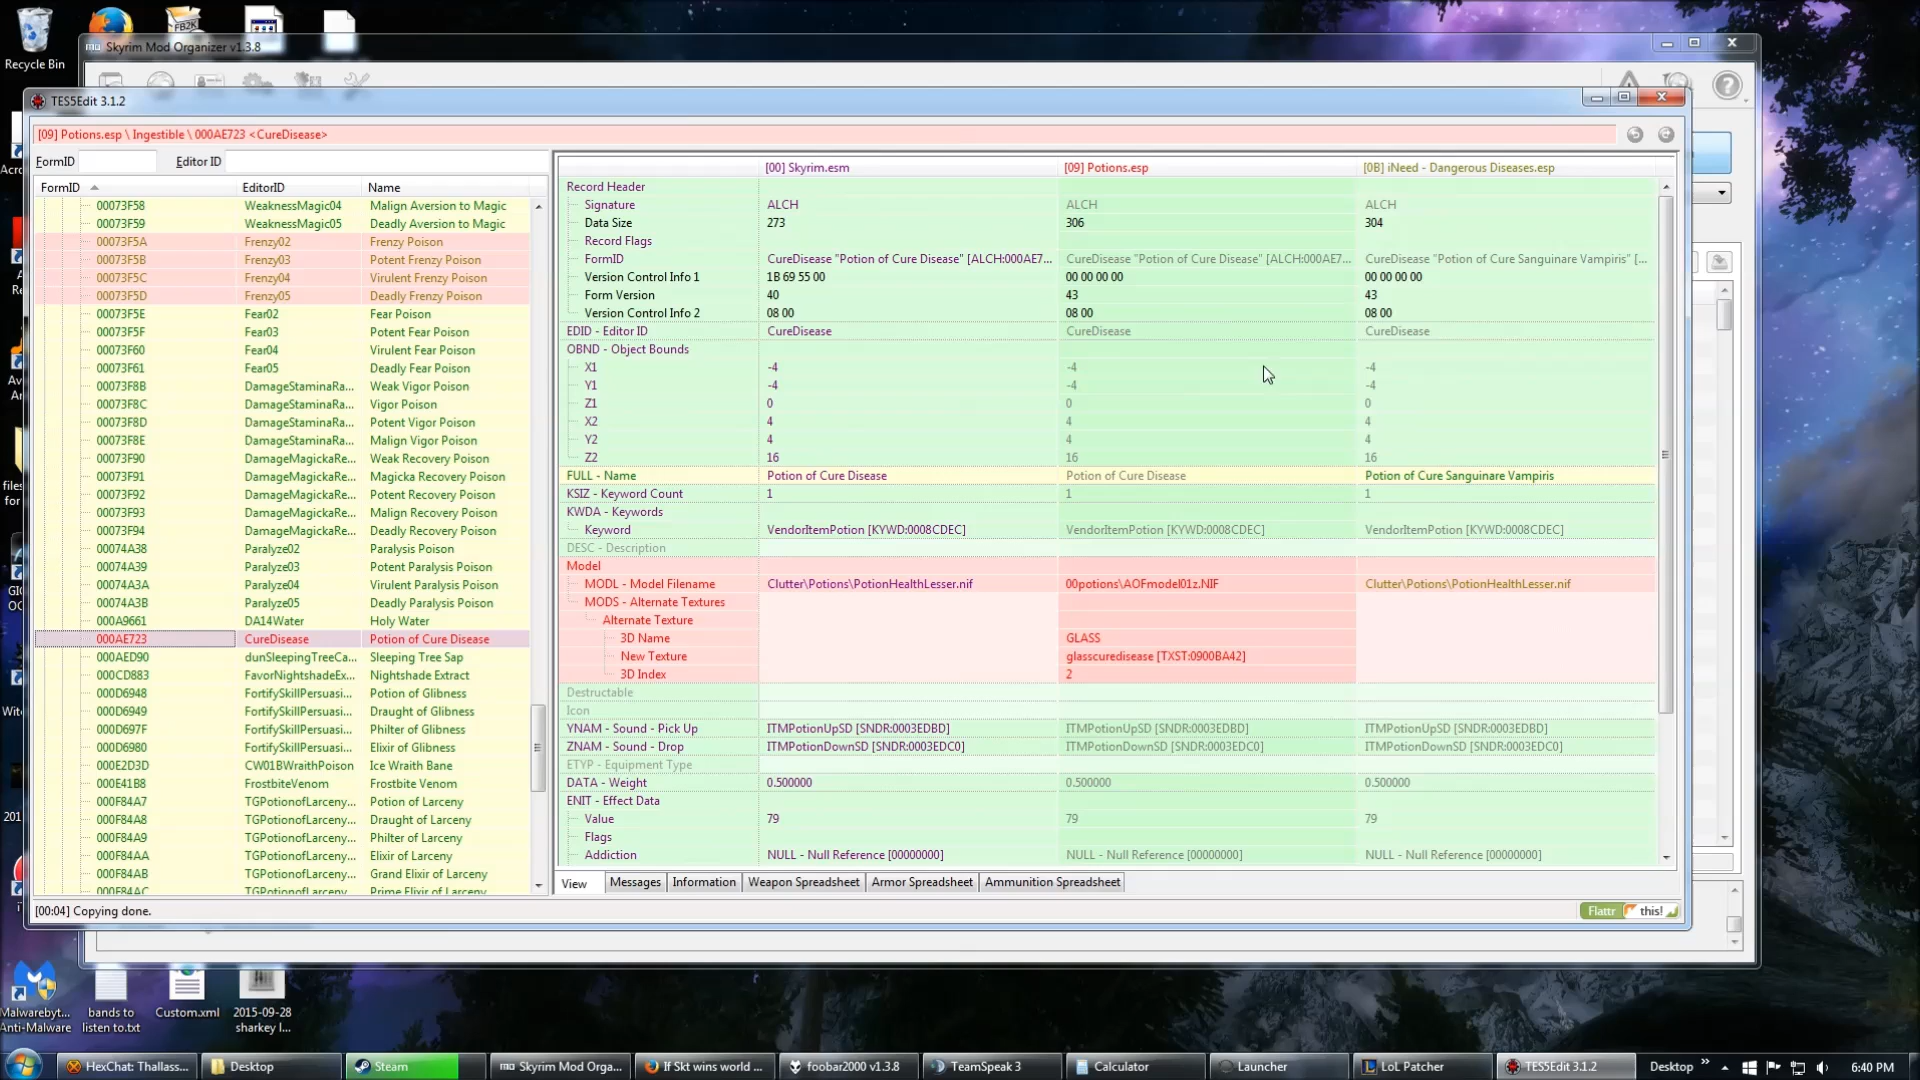 Recycle Bin
FB2K
Skyrim Mod Organizer v1.3.8
TES5Edit 3.1.2
[09] Potions.esp \ Ingestible \ 000AE723 <CureDisease>
FormID
Editor ID
FormID EditorID Name
00073F58 WeaknessMagic04 Malign Aversion to Magic
00073F59 WeaknessMagic05 Deadly Aversion to Magic
00073F5A Frenzy02 Frenzy Poison
00073F5B Frenzy03 Potent Frenzy Poison
00073F5C Frenzy04 Virulent Frenzy Poison
00073F5D Frenzy05 Deadly Frenzy Poison
00073F5E Fear02 Fear Poison
00073F5F Fear03 Potent Fear Poison
00073F60 Fear04 Virulent Fear Poison
00073F61 Fear05 Deadly Fear Poison
00073F8B DamageStaminaRa... Weak Vigor Poison
00073F8C DamageStaminaRa... Vigor Poison
00073F8D DamageStaminaRa... Potent Vigor Poison
00073F8E DamageStaminaRa... Malign Vigor Poison
00073F90 DamageMagickaRe... Weak Recovery Poison
00073F91 DamageMagickaRe... Magicka Recovery Poison
00073F92 DamageMagickaRe... Potent Recovery Poison
00073F93 DamageMagickaRe... Malign Recovery Poison
00073F94 DamageMagickaRe... Deadly Recovery Poison
00074A38 Paralyze02 Paralysis Poison
00074A39 Paralyze03 Potent Paralysis Poison
00074A3A Paralyze04 Virulent Paralysis Poison
00074A3B Paralyze05 Deadly Paralysis Poison
000A9661 DA14Water Holy Water
000AE723 CureDisease Potion of Cure Disease
000AED90 dunSleepingTreeCa... Sleeping Tree Sap
000CD883 FavorNightshadeEx... Nightshade Extract
000D6948 FortifySkillPersuasi... Potion of Glibness
000D6949 FortifySkillPersuasi... Draught of Glibness
000D697F FortifySkillPersuasi... Philter of Glibness
000D6980 FortifySkillPersuasi... Elixir of Glibness
000E2D3D CW01BWraithPoison Ice Wraith Bane
000E41B8 FrostbiteVenom Frostbite Venom
000F84A7 TGPotionofLarceny... Potion of Larceny
000F84A8 TGPotionofLarceny... Draught of Larceny
000F84A9 TGPotionofLarceny... Philter of Larceny
000F84AA TGPotionofLarceny... Elixir of Larceny
000F84AB TGPotionofLarceny... Grand Elixir of Larceny
000F84AC TGPotionofLarceny... Prime Elixir of Larceny
[00] Skyrim.esm [09] Potions.esp [0B] iNeed - Dangerous Diseases.esp
Record Header
Signature ALCH ALCH ALCH
Data Size 273 306 304
Record Flags
FormID CureDisease "Potion of Cure Disease" [ALCH:000AE7... CureDisease "Potion of Cure Disease" [ALCH:000AE7... CureDisease "Potion of Cure Sanguinare Vampiris" [...
Version Control Info 1 1B 69 55 00 00 00 00 00 00 00 00 00
Form Version 40 43 43
Version Control Info 2 08 00 08 00 08 00
EDID - Editor ID CureDisease CureDisease CureDisease
OBND - Object Bounds
X1 -4 -4 -4
Y1 -4 -4 -4
Z1 0 0 0
X2 4 4 4
Y2 4 4 4
Z2 16 16 16
FULL - Name Potion of Cure Disease Potion of Cure Disease Potion of Cure Sanguinare Vampiris
KSIZ - Keyword Count 1 1 1
KWDA - Keywords
Keyword VendorItemPotion [KYWD:0008CDEC] VendorItemPotion [KYWD:0008CDEC] VendorItemPotion [KYWD:0008CDEC]
DESC - Description
Model
MODL - Model Filename Clutter\Potions\PotionHealthLesser.nif 00potions\AOFmodel01z.NIF Clutter\Potions\PotionHealthLesser.nif
MODS - Alternate Textures
Alternate Texture
3D Name GLASS
New Texture glasscuredisease [TXST:0900BA42]
3D Index 2
Destructable
Icon
YNAM - Sound - Pick Up ITMPotionUpSD [SNDR:0003EDBD] ITMPotionUpSD [SNDR:0003EDBD] ITMPotionUpSD [SNDR:0003EDBD]
ZNAM - Sound - Drop ITMPotionDownSD [SNDR:0003EDC0] ITMPotionDownSD [SNDR:0003EDC0] ITMPotionDownSD [SNDR:0003EDC0]
ETYP - Equipment Type
DATA - Weight 0.500000 0.500000 0.500000
ENIT - Effect Data
Value 79 79 79
Flags
Addiction NULL - Null Reference [00000000] NULL - Null Reference [00000000] NULL - Null Reference [00000000]
View Messages Information Weapon Spreadsheet Armor Spreadsheet Ammunition Spreadsheet
[00:04] Copying done.
Flattr this!
Malwarebyt... Anti-Malware
bands to listen to.txt
Custom.xml
2015-09-28 sharkey l...
HexChat: Thallass... Desktop Steam Skyrim Mod Orga... If Skt wins world ... foobar2000 v1.3.8 TeamSpeak 3 Calculator Launcher LoL Patcher TES5Edit 3.1.2 Desktop 6:40 PM